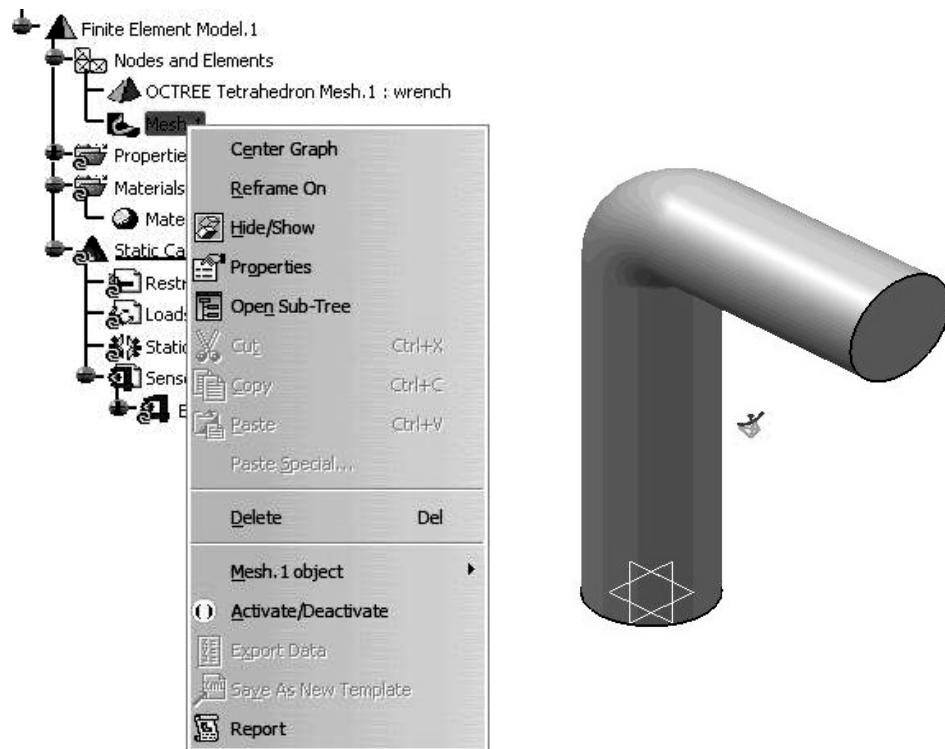 Finite Element Model.1
Nodes and Elements
OCTREE Tetrahedron Mesh.1 : wrench
Mesh.1
Center Graph
Propertie
Reframe On
Materials
Mate
Hide/Show
Static Ca
Properties
Restr
Open Sub-Tree
Loads
Static
Cut Ctrl+X
Sens
Copy Ctrl+C
E
Paste Ctrl+V
Paste Special...
Delete Del
Mesh.1 object
Activate/Deactivate
Export Data
Save As New Template
Report